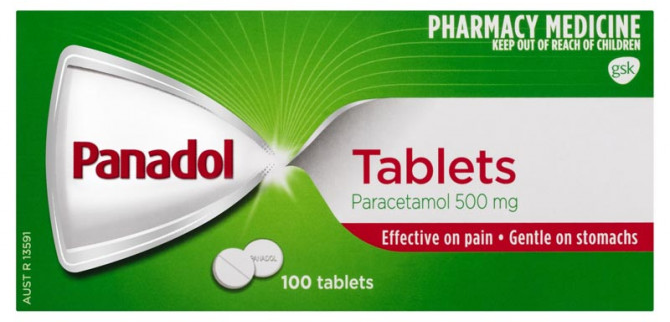 PHARMACY MEDICINE
KEEP OUT OF REACH OF CHILDREN
gsk
Panadol
Tablets
Paracetamol 500 mg
Effective on pain • Gentle on stomachs
PANADOL
100 tablets
AUST R 13591